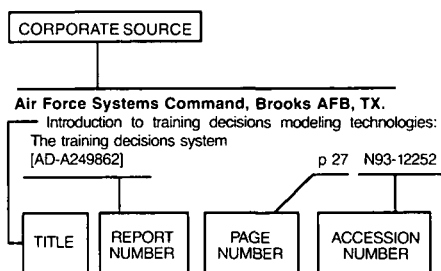 CORPORATE SOURCE
Air Force Systems Command, Brooks AFB, TX.
Introduction to training decisions modeling technologies:
The training decisions system
[AD-A249862] p 27 N93-12252
TITLE REPORT NUMBER PAGE NUMBER ACCESSION NUMBER